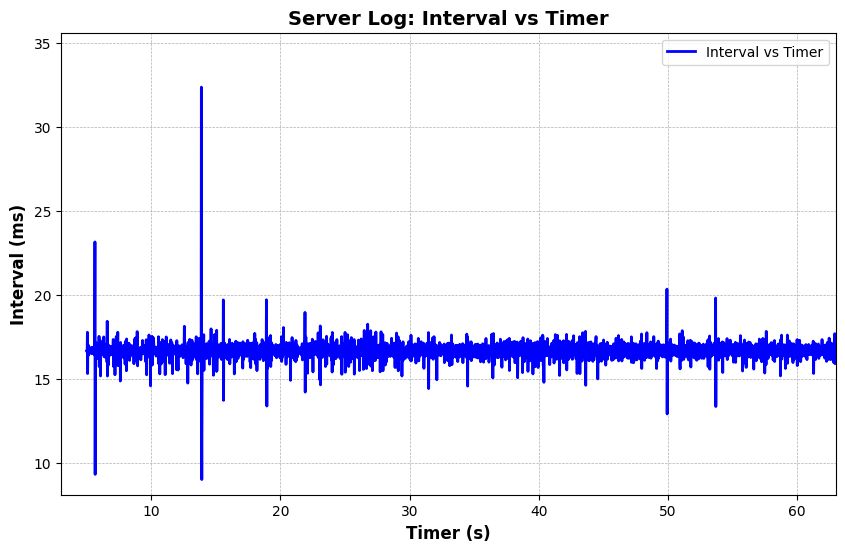 Server Log: Interval vs Timer
Interval vs Timer
35
30
25
20
15
10
Interval (ms)
10 20 30 40 50 60
Timer (s)